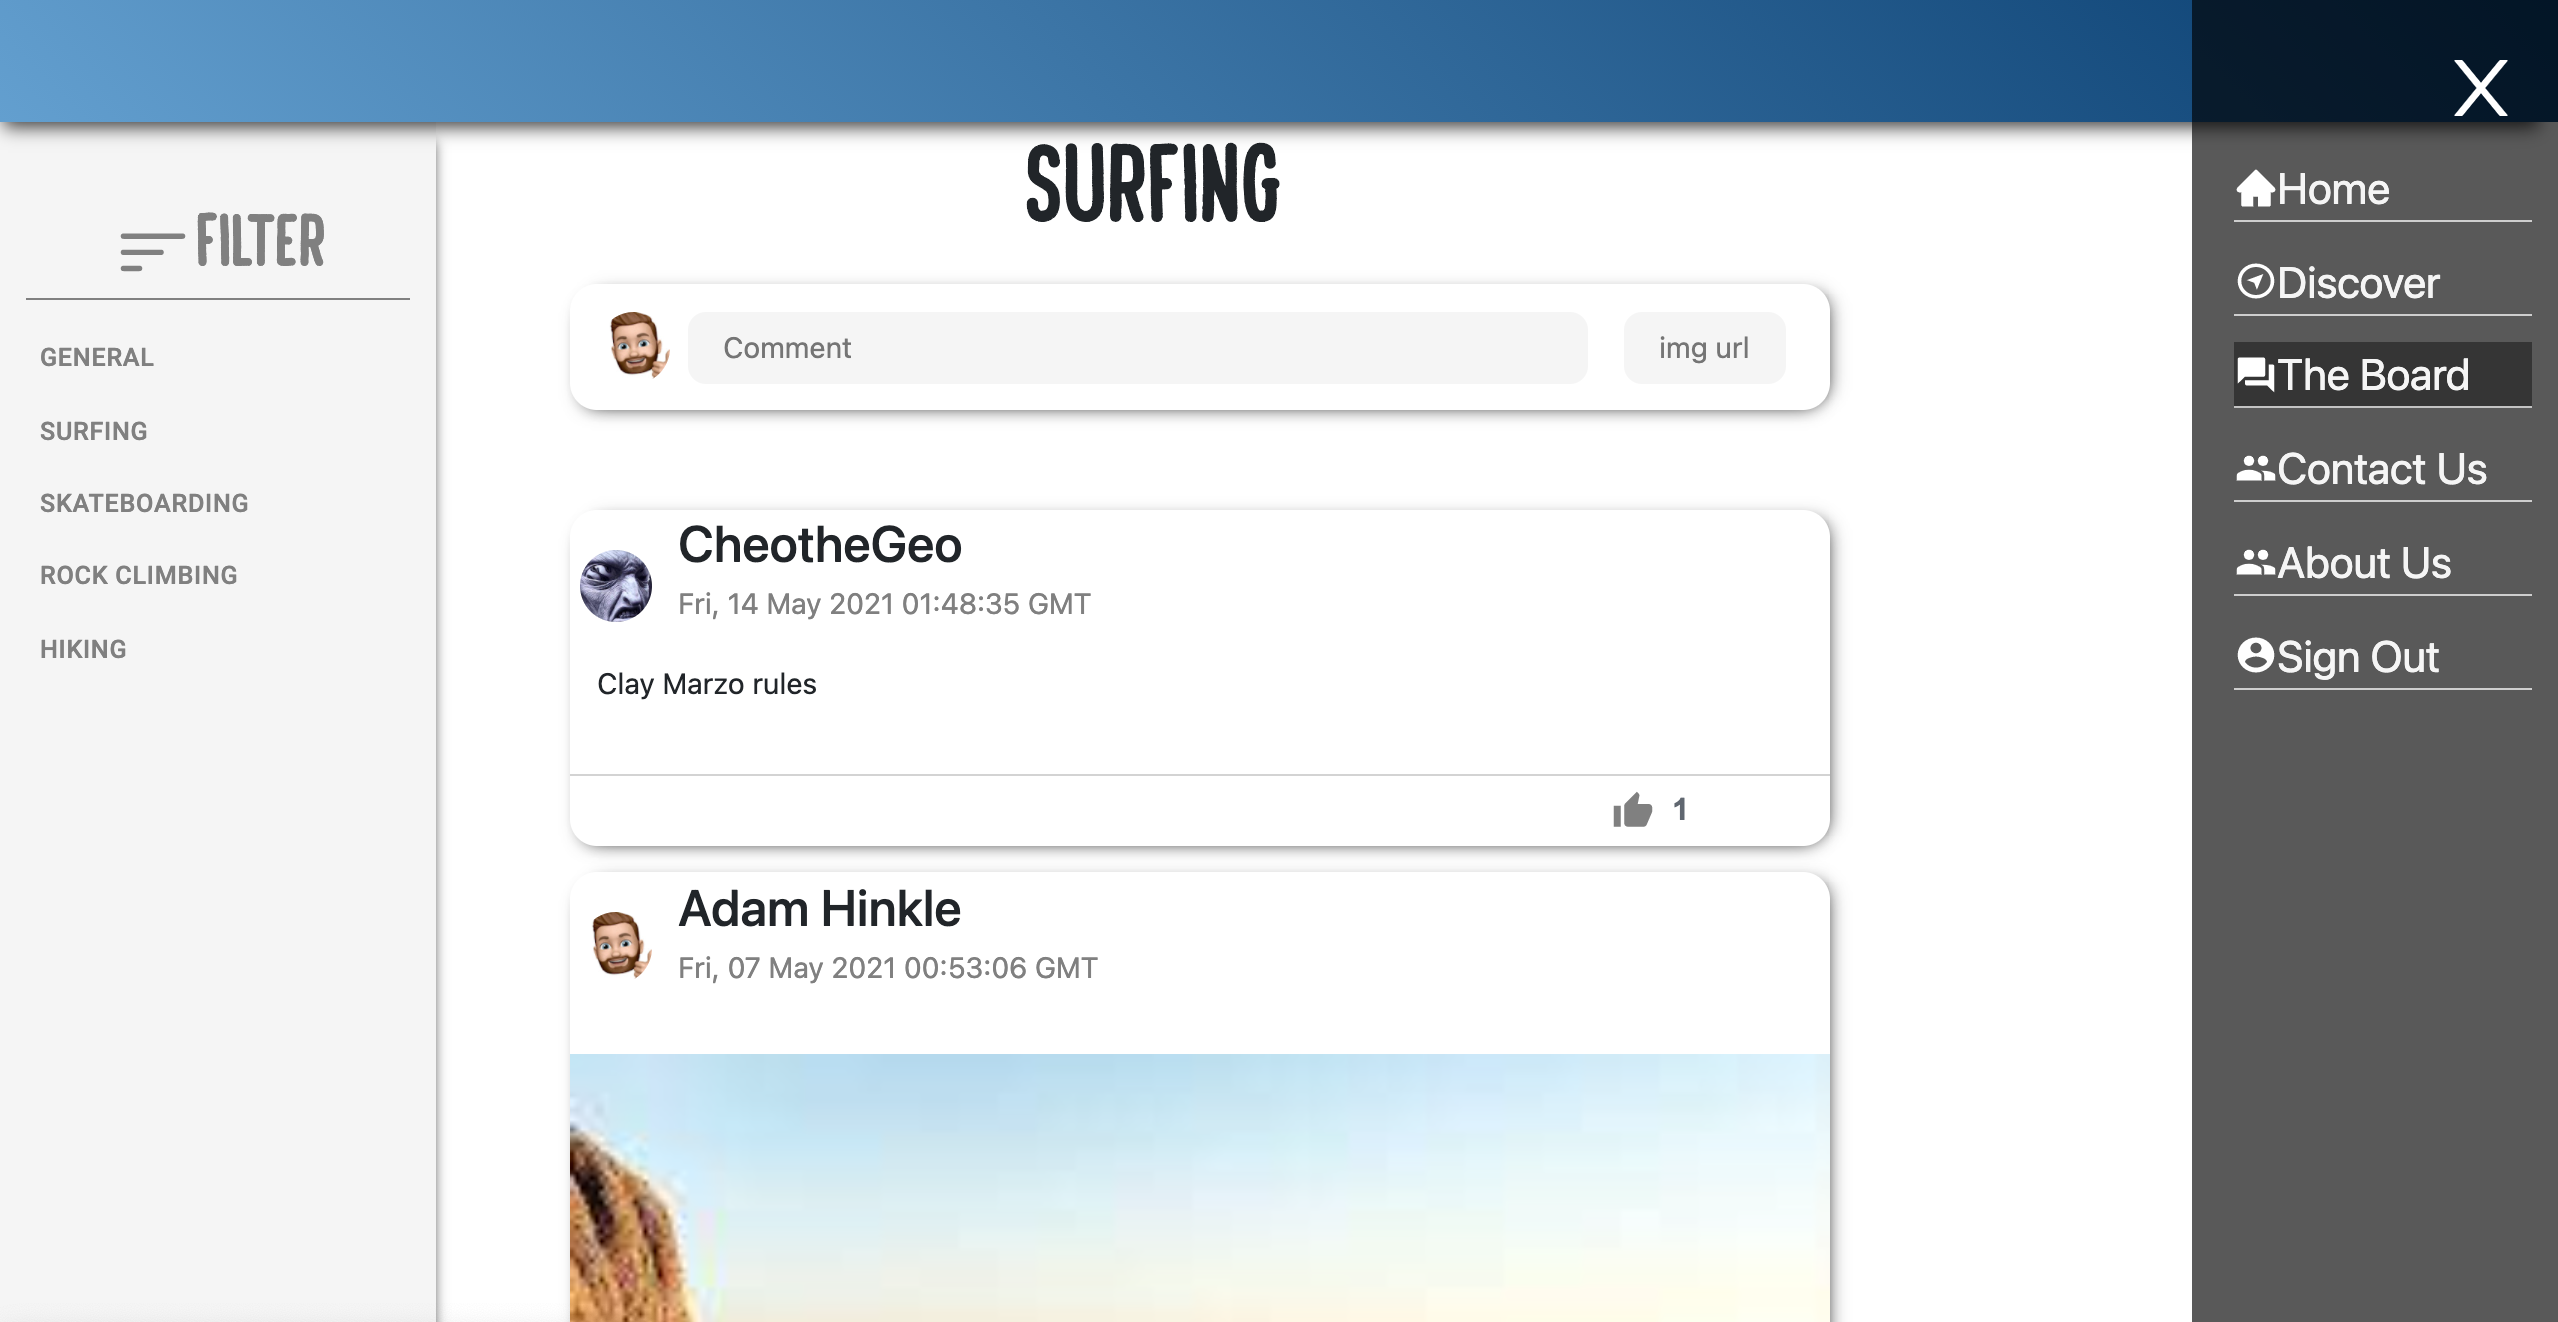 X
SURFING
FILTER
GENERAL
SURFING
SKATEBOARDING
ROCK CLIMBING
HIKING
Comment
img url
CheotheGeo
Fri, 14 May 2021 01:48:35 GMT
Clay Marzo rules
1
Adam Hinkle
Fri, 07 May 2021 00:53:06 GMT
Home
Discover
The Board
Contact Us
About Us
Sign Out